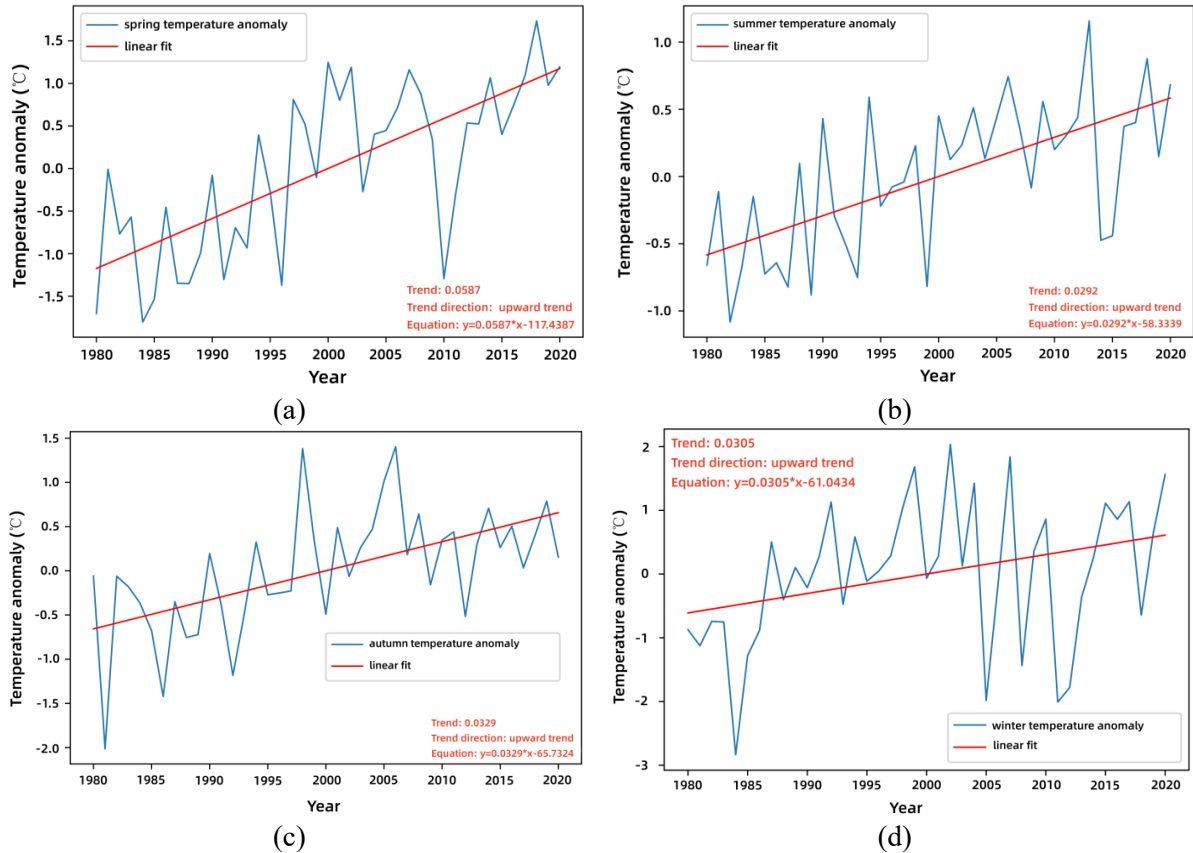 spring temperature anomaly
linear fit
Temperature anomaly (℃)
1.5
1.0
0.5
0.0
-0.5
-1.0
-1.5
Trend: 0.0587
Trend direction: upward trend
Equation: y=0.0587*x-117.4387
1980 1985 1990 1995 2000 2005 2010 2015 2020
Year
(a)
summer temperature anomaly
linear fit
Temperature anomaly (℃)
1.0
0.5
0.0
-0.5
-1.0
Trend: 0.0292
Trend direction: upward trend
Equation: y=0.0292*x-58.3339
1980 1985 1990 1995 2000 2005 2010 2015 2020
Year
(b)
Temperature anomaly (℃)
1.5
1.0
0.5
0.0
-0.5
-1.0
-1.5
-2.0
autumn temperature anomaly
linear fit
Trend: 0.0329
Trend direction: upward trend
Equation: y=0.0329*x-65.7324
1980 1985 1990 1995 2000 2005 2010 2015 2020
Year
(c)
Trend: 0.0305
Trend direction: upward trend
Equation: y=0.0305*x-61.0434
Temperature anomaly (℃)
2
1
0
-1
-2
-3
winter temperature anomaly
linear fit
1980 1985 1990 1995 2000 2005 2010 2015 2020
Year
(d)